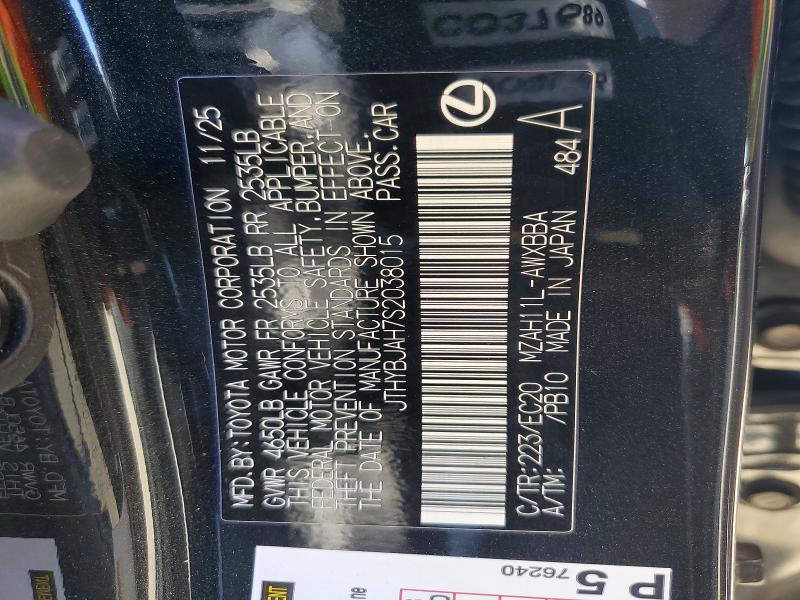 MFD. BY: TOYOTA MOTOR CORPORATION 11/25
GVWR 4650LB GAWR FR 2535LB RR 2535LB
THIS VEHICLE CONFORMS TO ALL APPLICABLE
FEDERAL MOTOR VEHICLE SAFETY, BUMPER, AND
THEFT PREVENTION STANDARDS IN EFFECT ON
THE DATE OF MANUFACTURE SHOWN ABOVE.
JTHYBJAH7S2038015 PASS. CAR
C/TR: 223/EC20 MZAH11L-AWXBBA
A/TM: /PB10 MADE IN JAPAN 484 A
P 5
76240